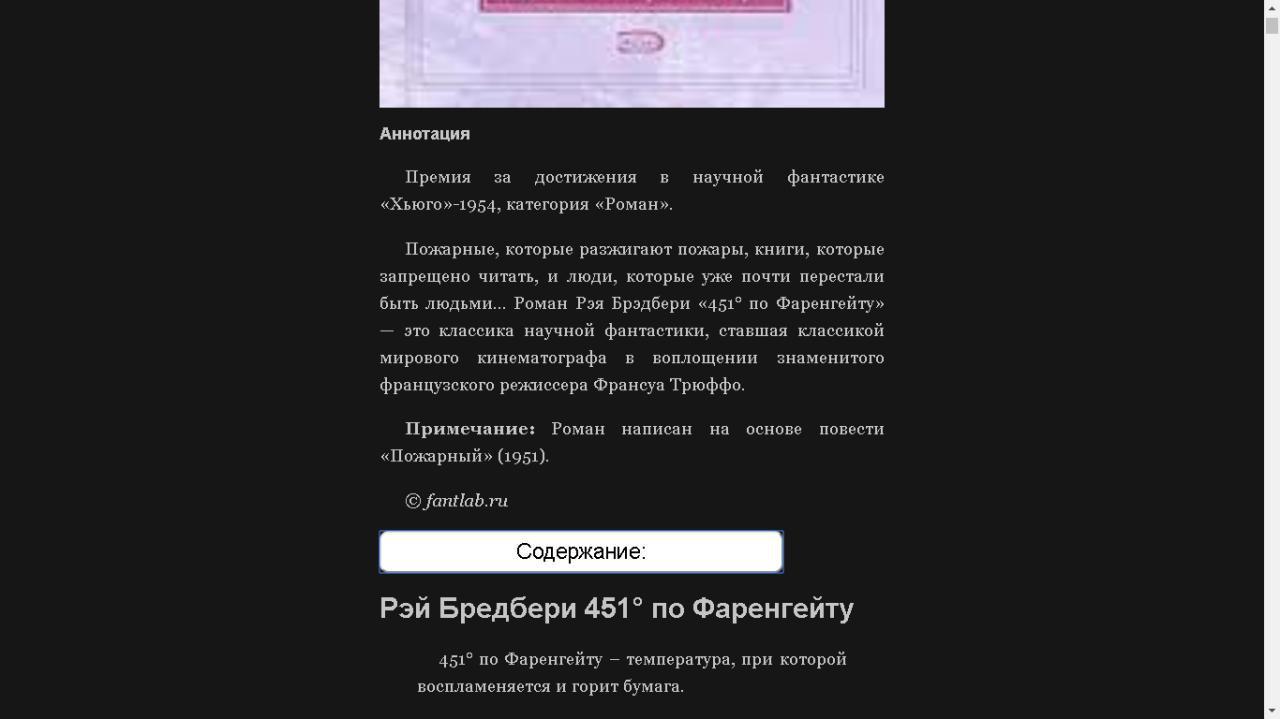 Аннотация
Премия за достижения в научной фантастике
«Хьюго»-1954, категория «Роман».
Пожарные, которые разжигают пожары, книги, которые
запрещено читать, и люди, которые уже почти перестали
быть людьми... Роман Рэя Брэдбери «451° по Фаренгейту»
— это классика научной фантастики, ставшая классикой
мирового кинематографа в воплощении знаменитого
французского режиссера Франсуа Трюффо.
Примечание: Роман написан на основе повести
«Пожарный» (1951).
© fantlab.ru
Содержание:
Рэй Бредбери 451° по Фаренгейту
451° по Фаренгейту – температура, при которой
воспламеняется и горит бумага.